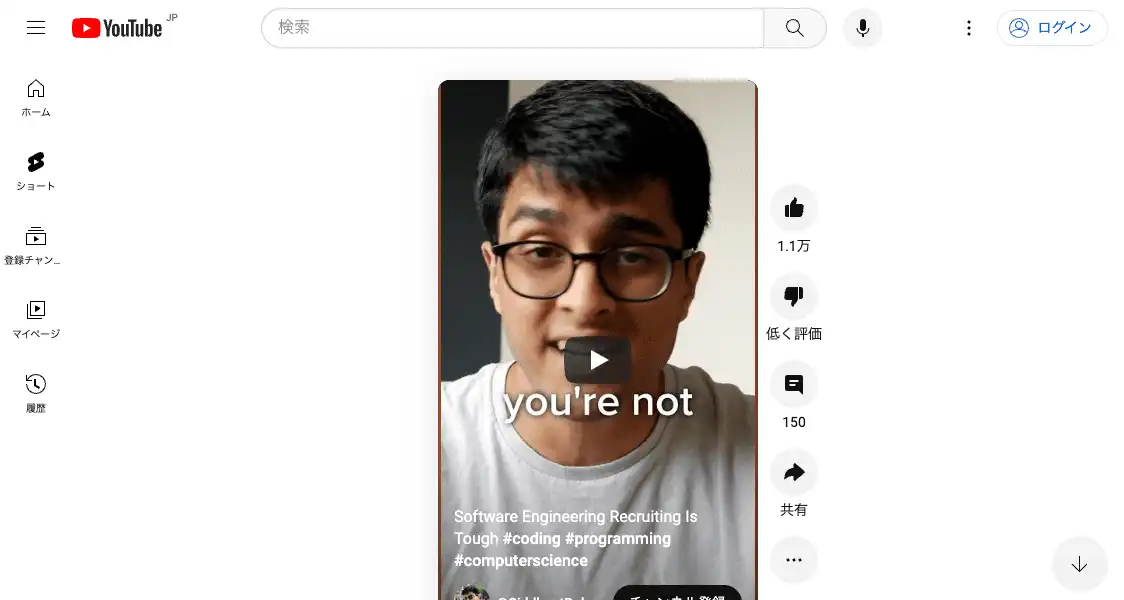 YouTube JP
検索
ログイン
ホーム
ショート
登録チャン...
マイページ
履歴
you're not
1.1万
低く評価
150
共有
Software Engineering Recruiting Is
Tough #coding #programming
#computerscience